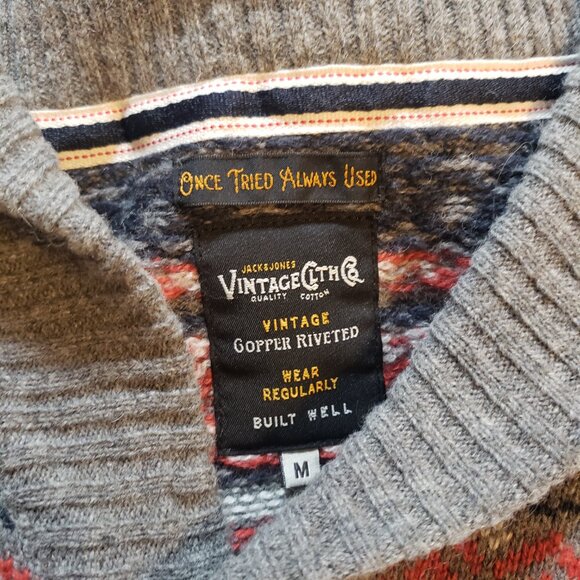 ONCE TRIED ALWAYS USED
JACK&JONES
VINTAGE CLTH Co
QUALITY COTTON
VINTAGE
COPPER RIVETED
WEAR
REGULARLY
BUILT WELL
M